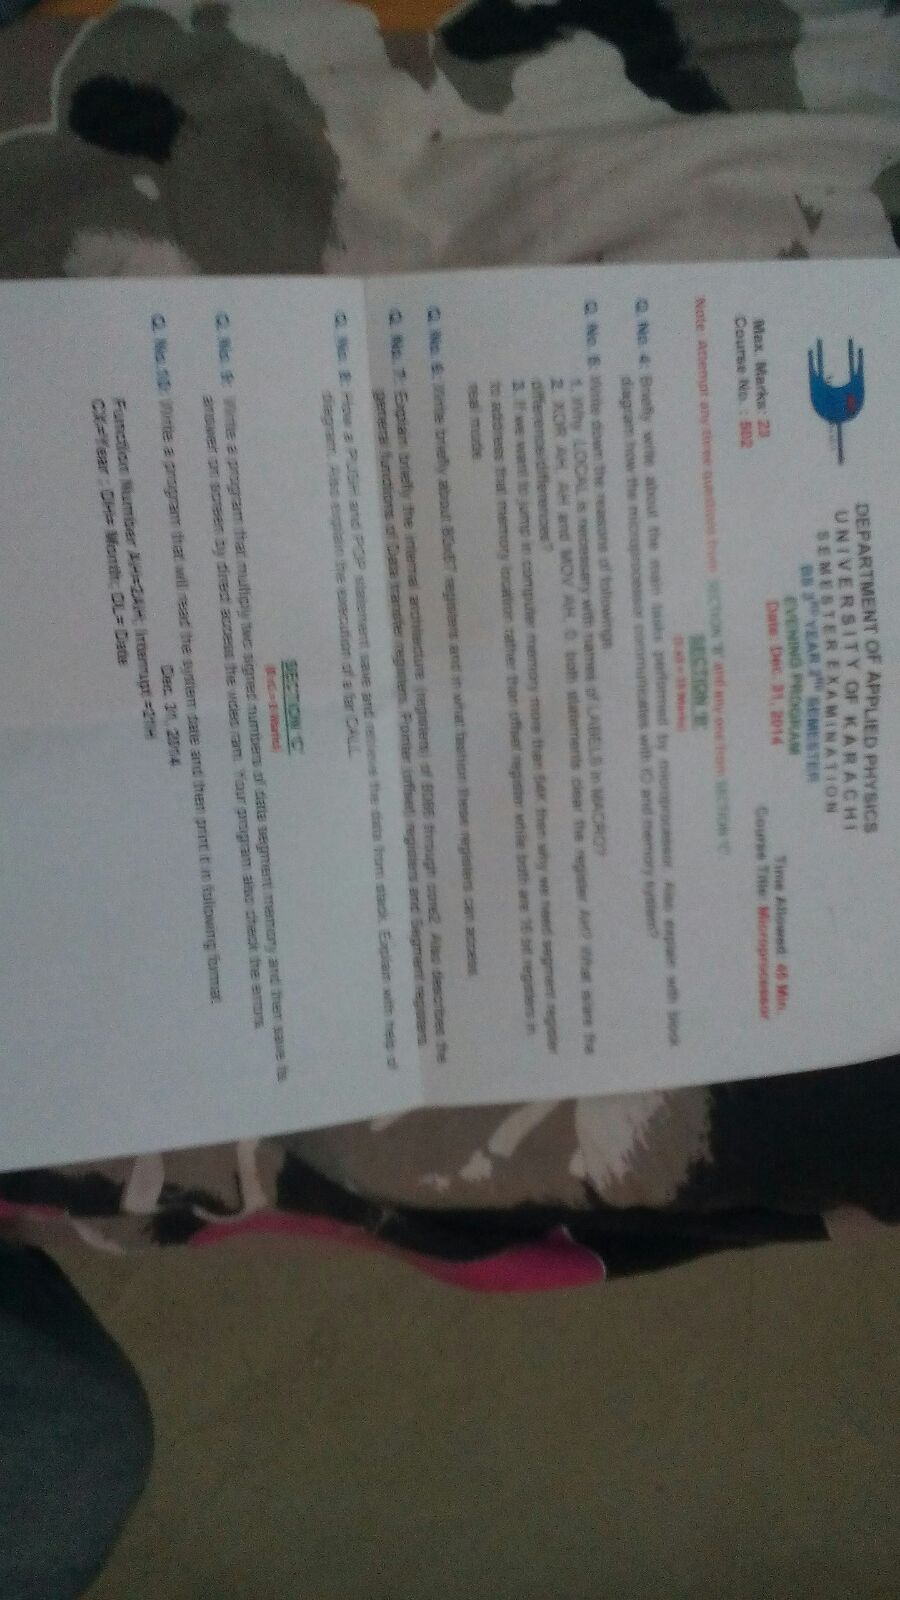 DEPARTMENT OF APPLIED PHYSICS
UNIVERSITY OF KARACHI
SEMESTER EXAMINATION
BS 3RD YEAR 2ND SEMESTER
EVENING PROGRAM
Date: Dec. 31, 2014
Max. Marks: 23
Time Allowed: 45 Min.
Course No. : 502
Course Title: Microprocessor
Note: Attempt any three questions from SECTION 'B' and any one from SECTION 'C'.
SECTION 'B'
Q. No. 4: Briefly write about the main tasks performed by microprocessor. Also explain with block
diagram how the microprocessor communicates with IO and memory system?
Q. No. 5: Write down the reasons of followings
1. Why LOCAL is necessary with names of LABELS in MACRO?
2. XOR AH, AH and MOV AH, 0 both statements clear the register AH? What is/are the
difference/differences?
3. If we want to jump in computer memory more than 64K then why we need segment register
to address that memory location rather than offset register while both are 16 bit registers in
real mode.
Q. No. 6: Write briefly about 80x87 registers and in what fashion these registers can access.
Q. No. 7: Explain briefly the internal architecture (registers) of 8086 through core2. Also describes the
general functions of Data transfer registers, Pointer (offset) registers and Segment registers.
Q. No. 8: How a PUSH and POP statement save and retrieve the data from stack. Explain with help of
diagram. Also explain the execution of a far CALL.
SECTION 'C'
Q. No. 9: Write a program that multiply two signed numbers of data segment memory and then save its
answer on screen by direct access the video ram. Your program also check the errors.
Q. No. 10: Write a program that will read the system date and then print it in following format.
Dec. 31, 2014
Function Number AH=2AH; Interrupt =21H
CX=Year ; DH= Month; DL= Date